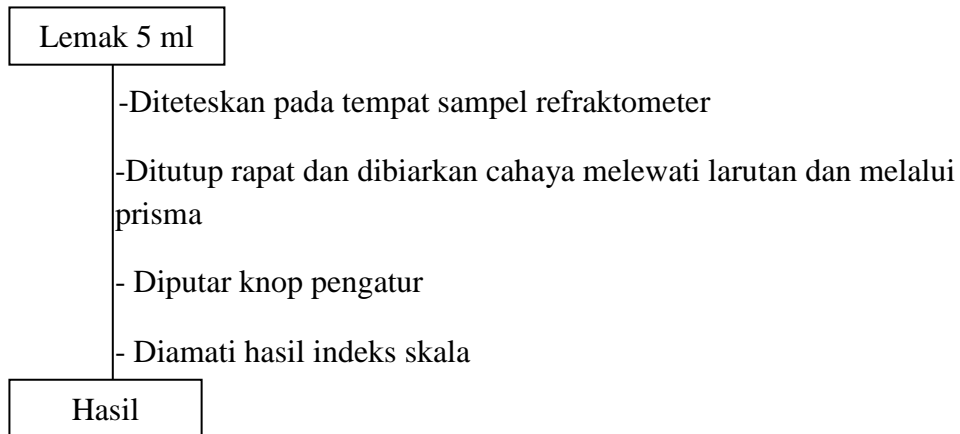 Lemak 5 ml
-Diteteskan pada tempat sampel refraktometer
-Ditutup rapat dan dibiarkan cahaya melewati larutan dan melalui
prisma
- Diputar knop pengatur
- Diamati hasil indeks skala
Hasil